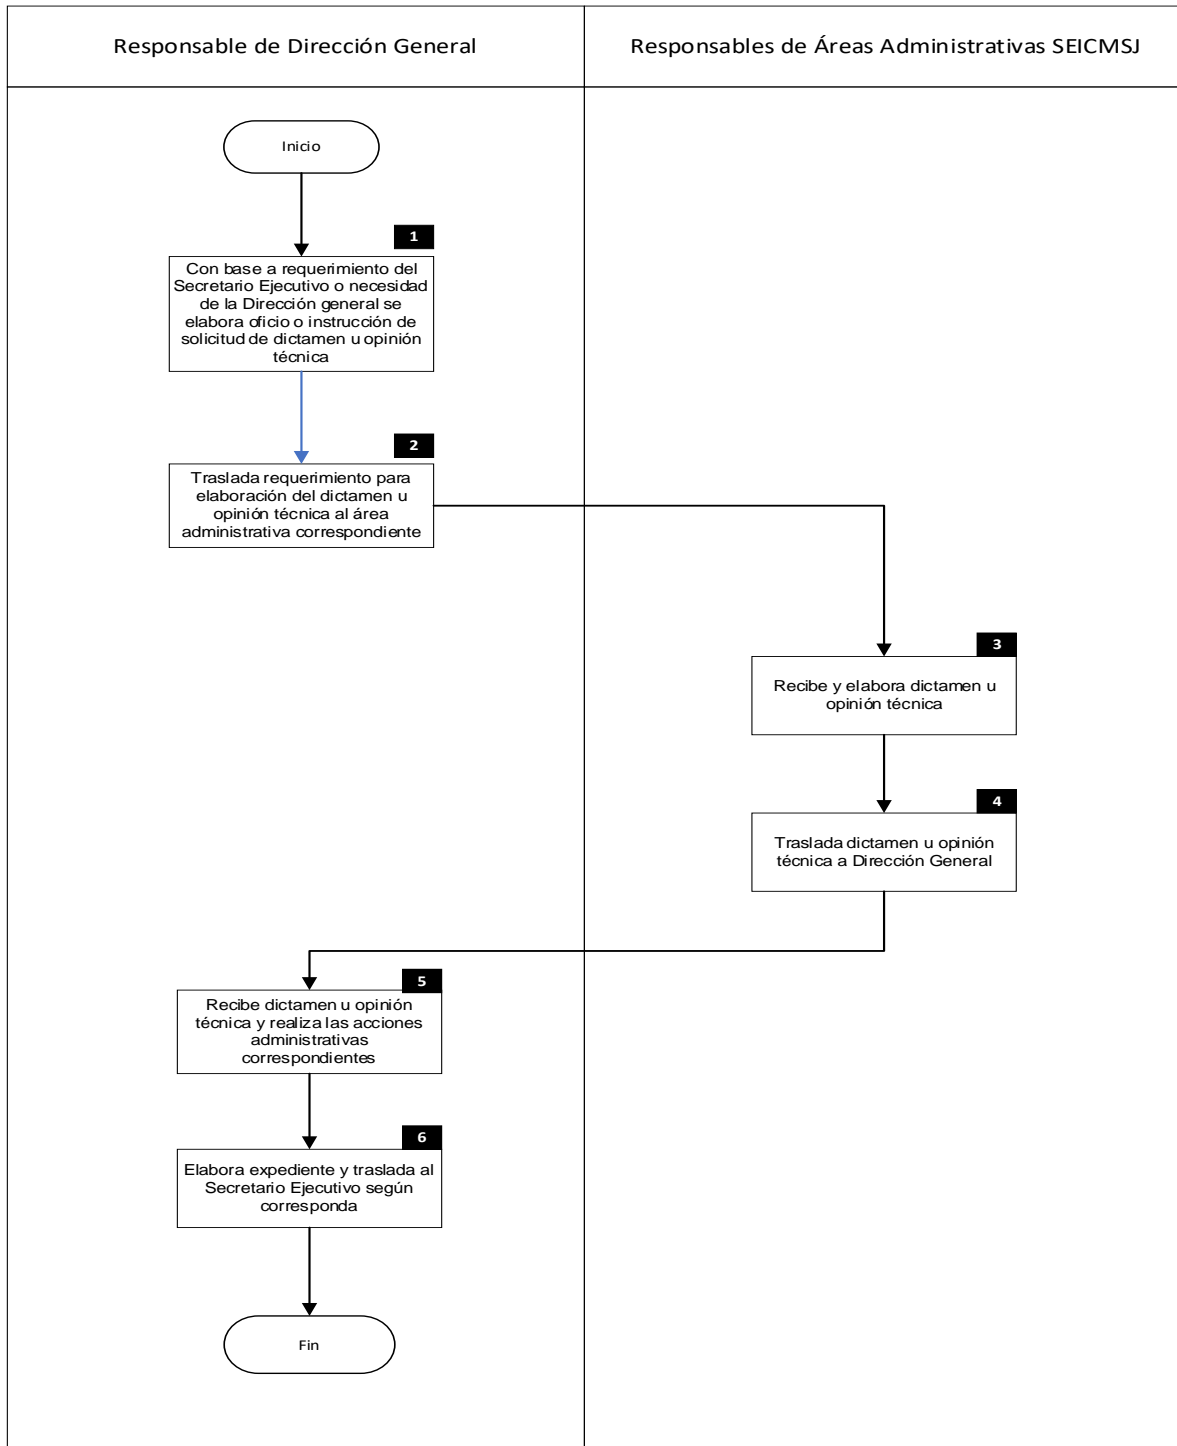 Responsable de Dirección General
Responsables de Áreas Administrativas SEICMSJ
Inicio
1
Con base a requerimiento del
Secretario Ejecutivo o necesidad
de la Dirección general se
elabora oficio o instrucción de
solicitud de dictamen u opinión
técnica
2
Traslada requerimiento para
elaboración del dictamen u
opinión técnica al área
administrativa correspondiente
3
Recibe y elabora dictamen u
opinión técnica
4
Traslada dictamen u opinión
técnica a Dirección General
5
Recibe dictamen u opinión
técnica y realiza las acciones
administrativas
correspondientes
6
Elabora expediente y traslada al
Secretario Ejecutivo según
corresponda
Fin